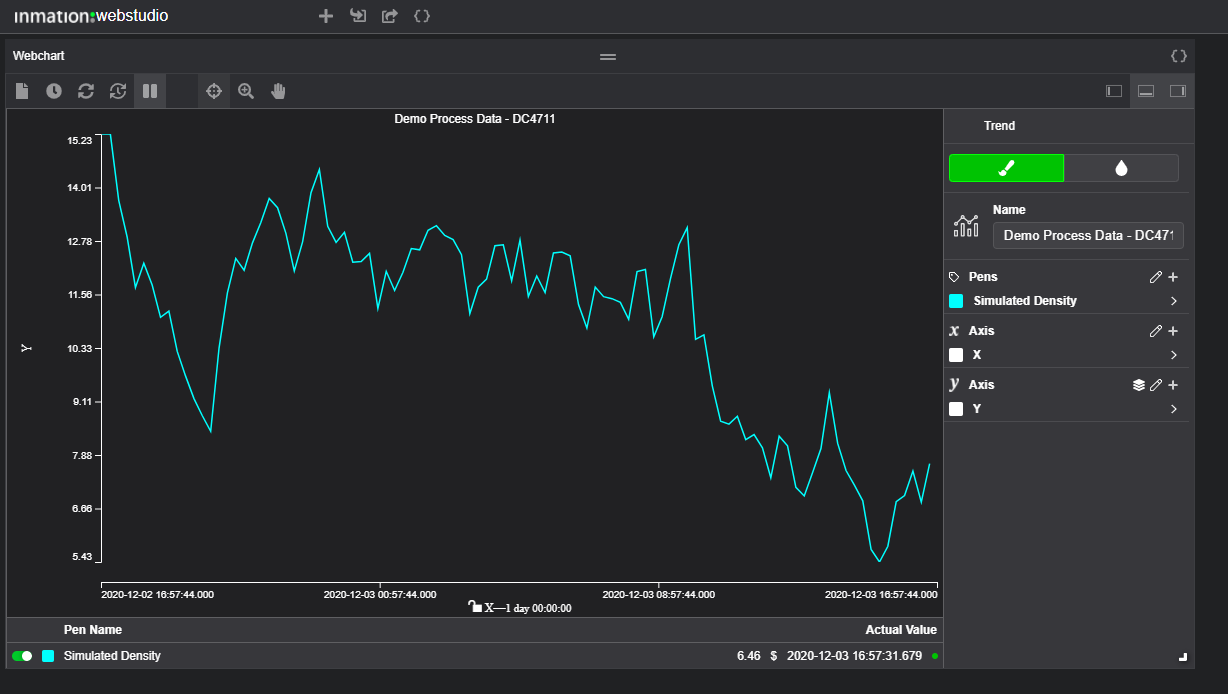 inmation:webstudio
Webchart
Demo Process Data - DC4711
15.23
14.01
12.78
11.56
10.33
9.11
7.88
6.66
5.43
Y
2020-12-02 16:57:44.000 2020-12-03 00:57:44.000 2020-12-03 08:57:44.000 2020-12-03 16:57:44.000
X—1 day 00:00:00
Pen Name Actual Value
Simulated Density 6.46 $ 2020-12-03 16:57:31.679
Trend
Name
Demo Process Data - DC471
Pens
Simulated Density
x Axis
X
y Axis
Y